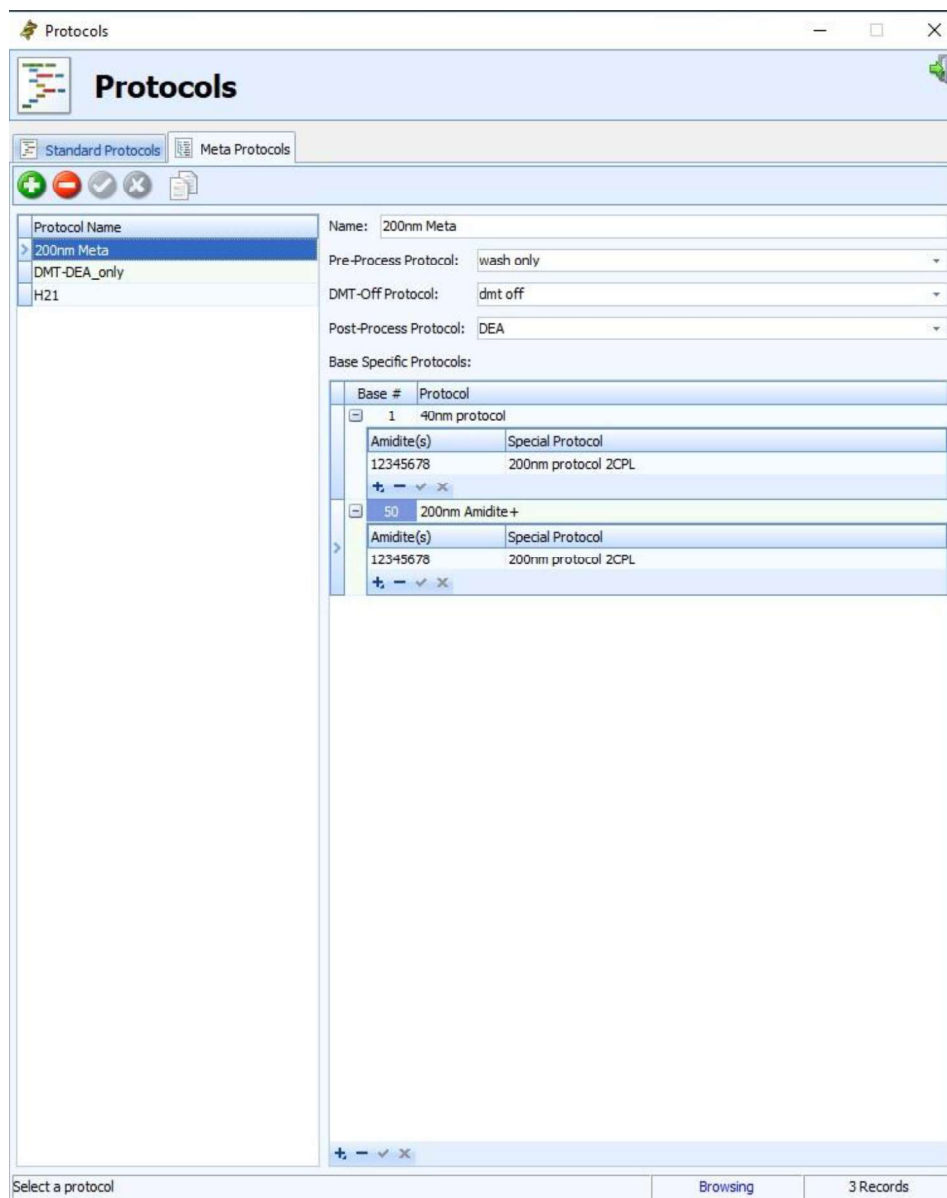 Protocols
Protocols
Standard Protocols Meta Protocols
Protocol Name
200nm Meta
DMT-DEA_only
H21
Name: 200nm Meta
Pre-Process Protocol: wash only
DMT-Off Protocol: dmt off
Post-Process Protocol: DEA
Base Specific Protocols:
Base # Protocol
1 40nm protocol
Amidite(s) Special Protocol
12345678 200nm protocol 2CPL
50 200nm Amidite+
Amidite(s) Special Protocol
12345678 200nm protocol 2CPL
Select a protocol Browsing 3 Records